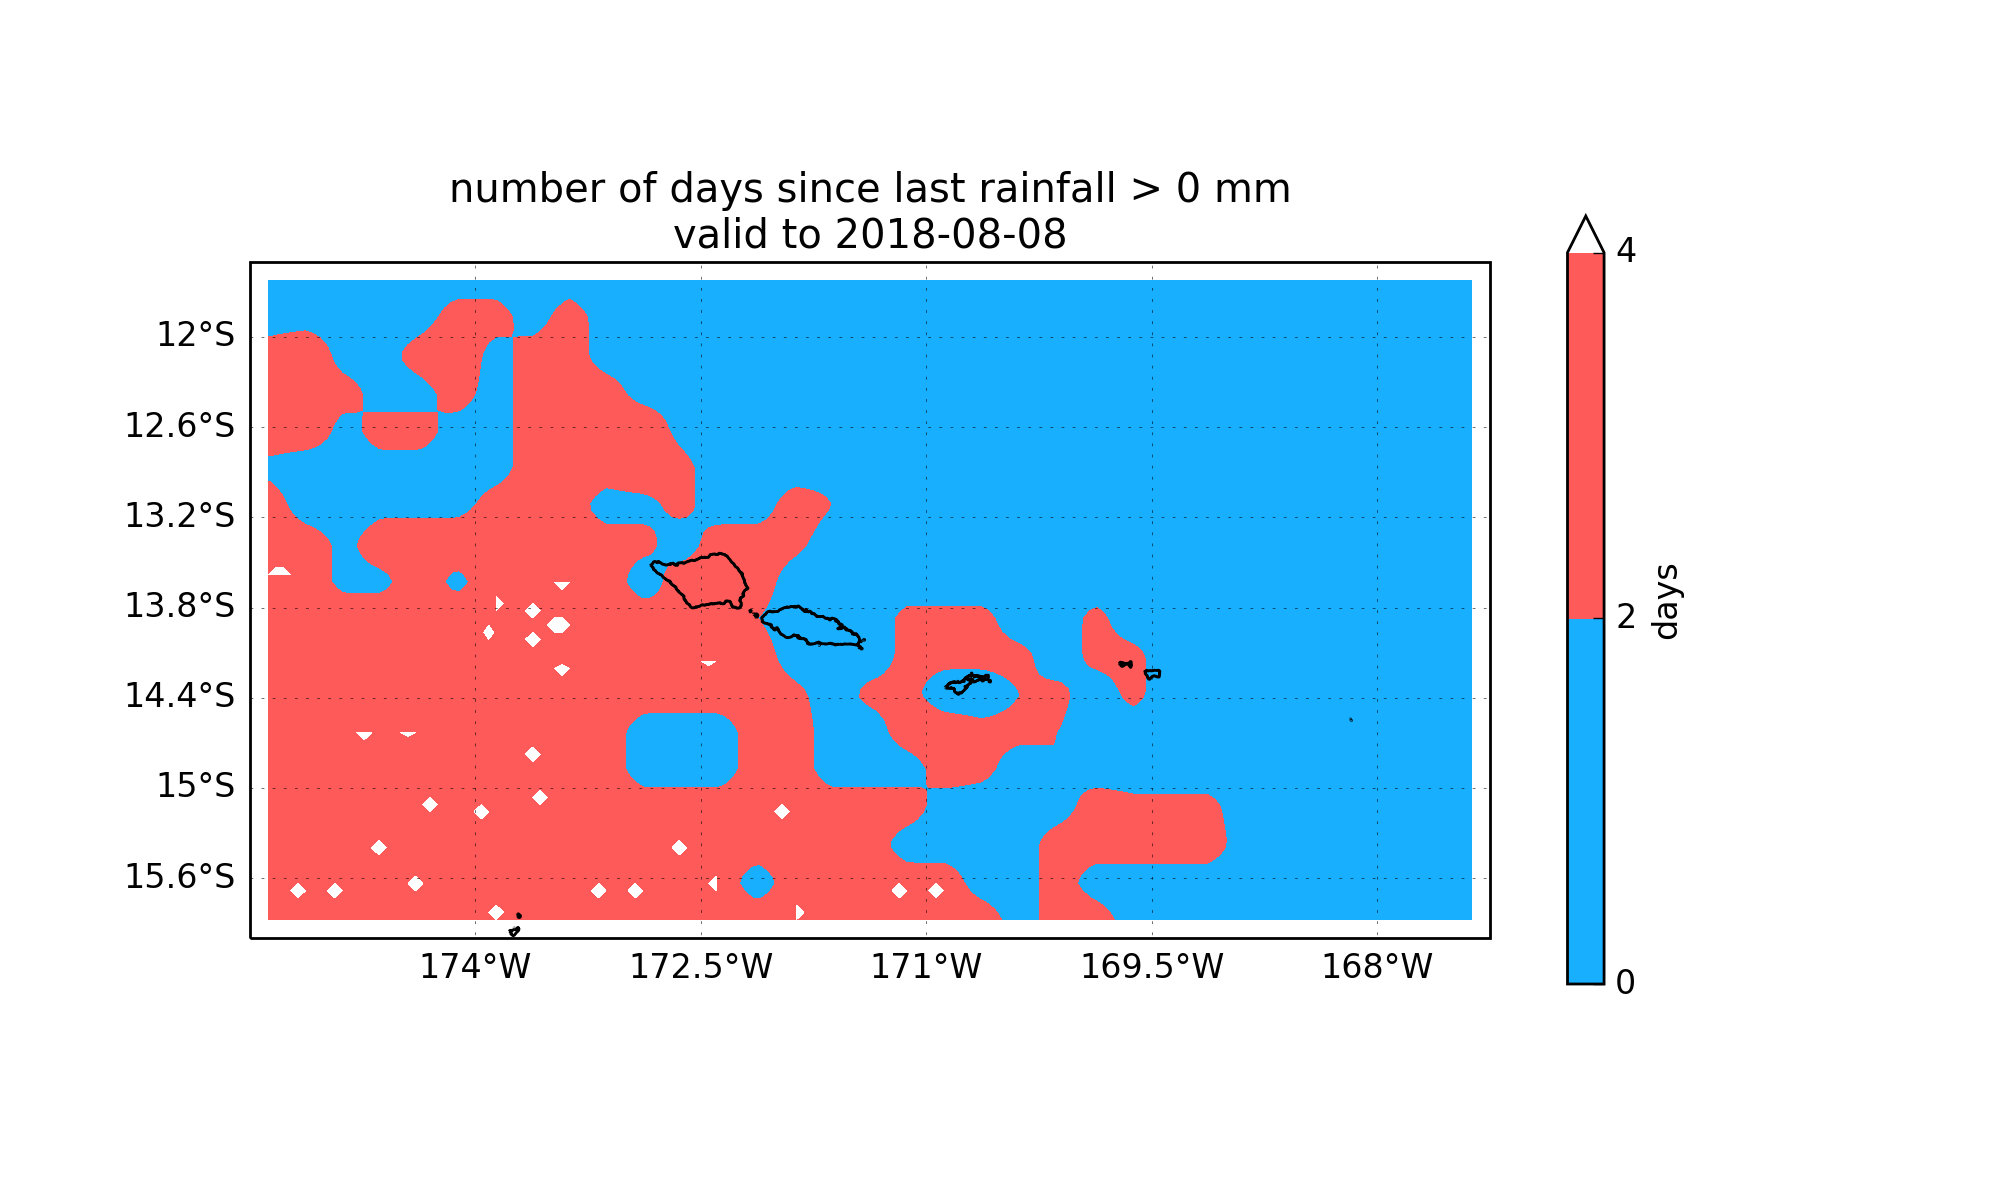 number of days since last rainfall > 0 mm
valid to 2018-08-08
12°S
12.6°S
13.2°S
13.8°S
14.4°S
15°S
15.6°S
174°W
172.5°W
171°W
169.5°W
168°W
4
2
0
days